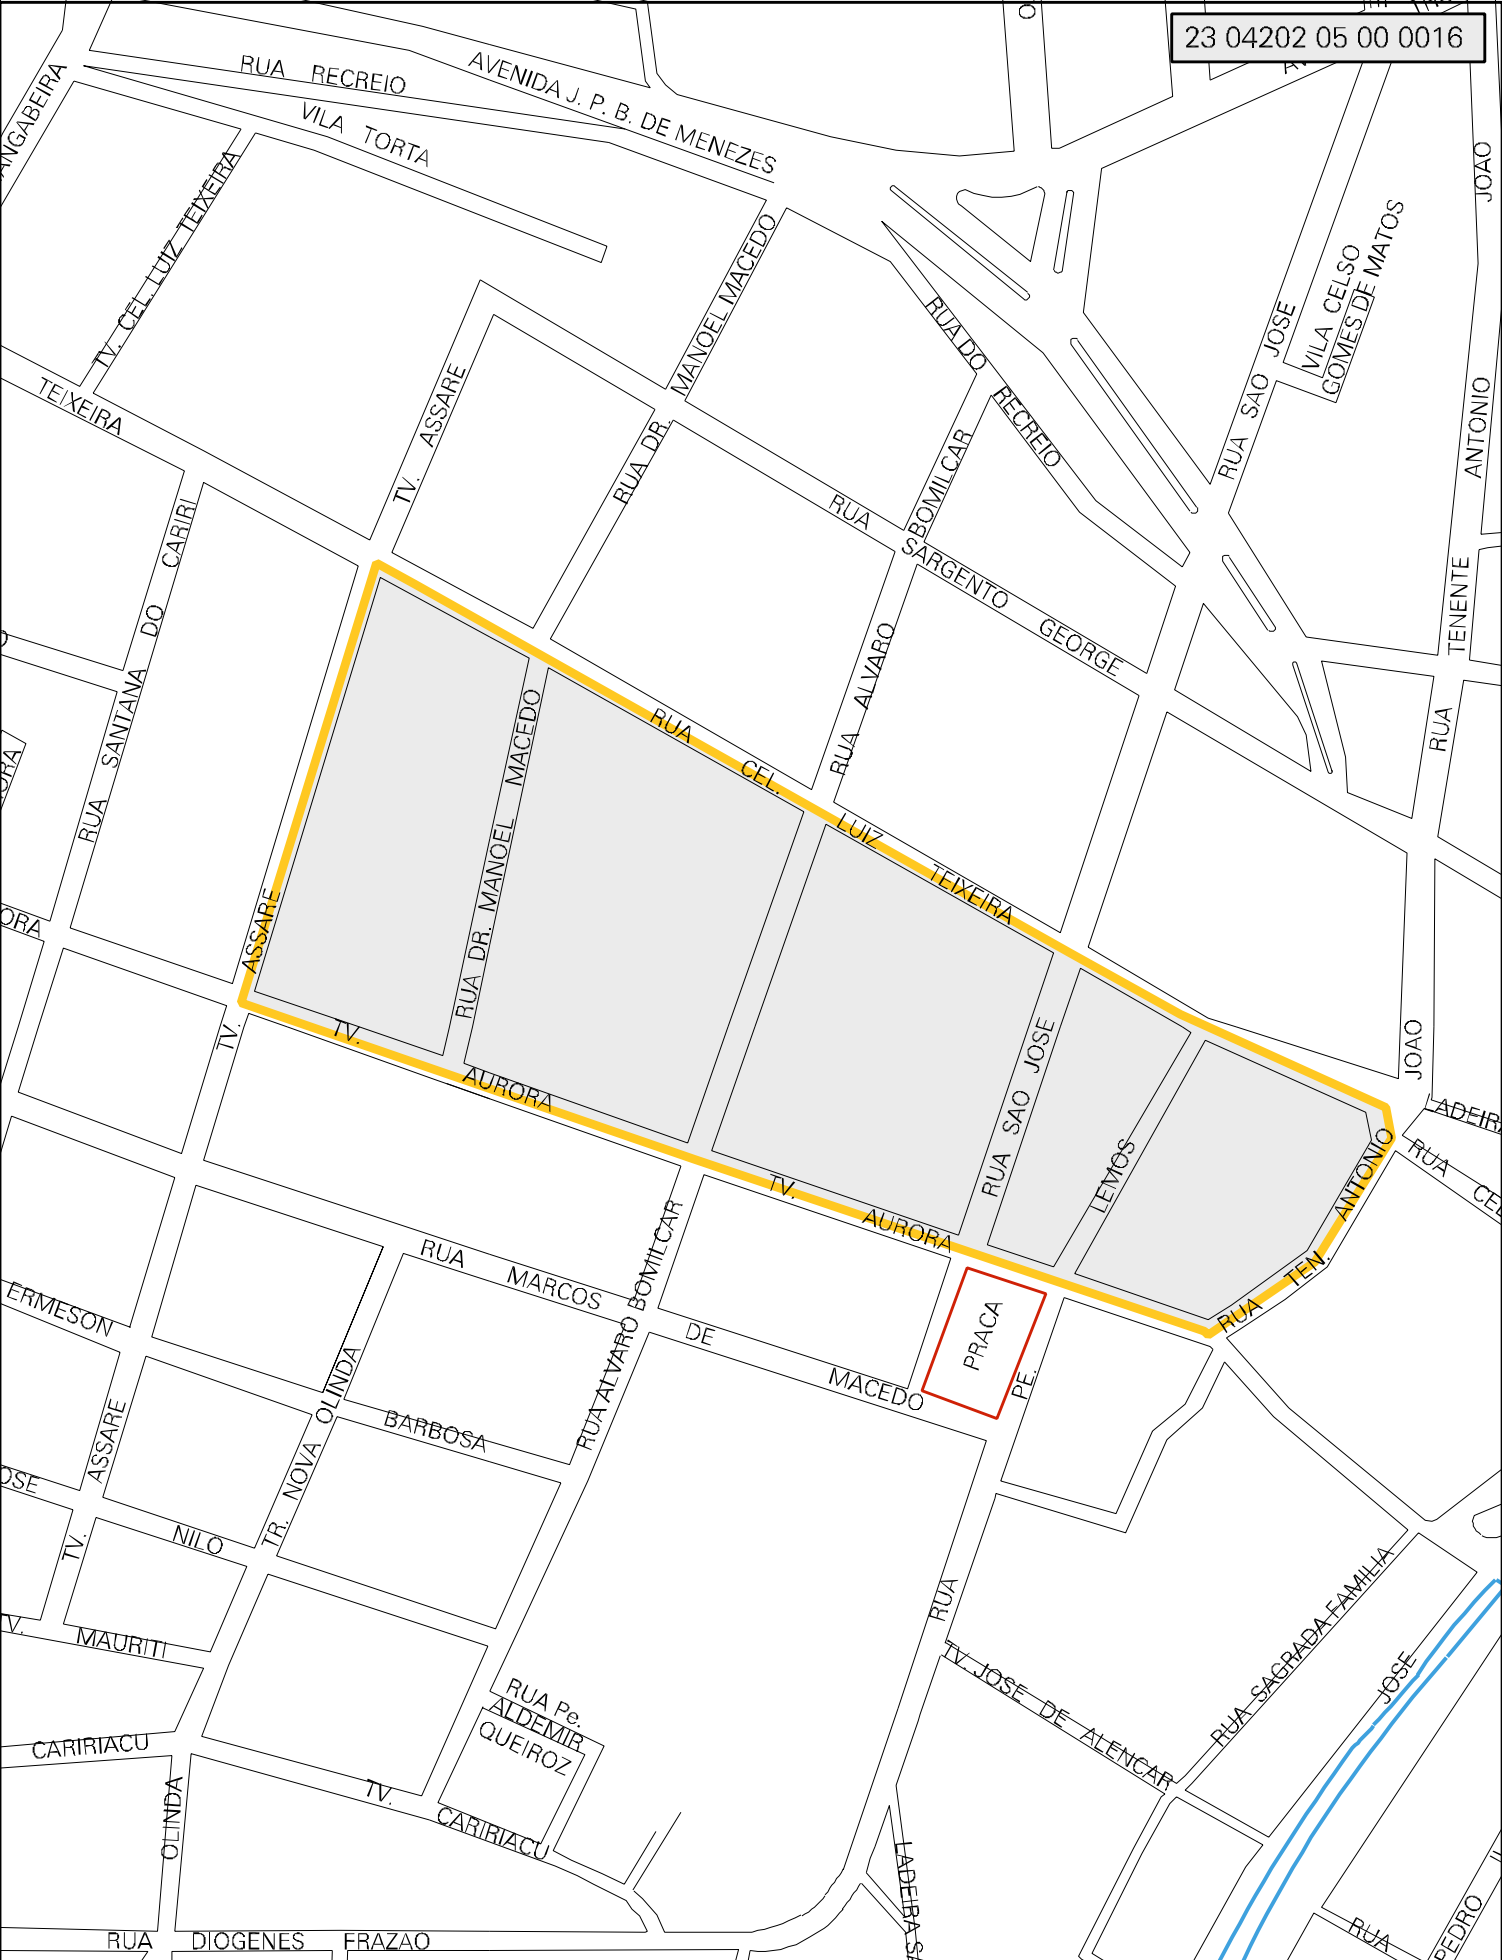 23 04202 05 00 0016
RUA RECREIO
AVENIDA J. P. B. DE MENEZES
VILA TORTA
TV. CEL. LUIZ TEIXEIRA
TEIXEIRA
TV. ASSARE
RUA DR. MANOEL MACEDO
RUA DO RECREIO
RUA SAO JOSE
VILA CELSO
GOMES DE MATOS
RUA TENENTE ANTONIO JOAO
RUA SARGENTO GEORGE
RUA ALVARO BOMILCAR
RUA SANTANA DO CARIRI
RUA CEL. LUIZ TEIXEIRA
RUA DR. MANOEL MACEDO
TV. ASSARE
TV. AURORA
TV. AURORA
RUA SAO JOSE
LEMOS
RUA TEN. ANTONIO JOAO
RUA
RUA MARCOS DE MACEDO
RUA ALVARO BOMILCAR
PRACA
RUA PE.
ERMESON
BARBOSA
TR. NOVA OLINDA
TV. ASSARE
NILO
MAURITI
CARIRIACU
OLINDA
TV. CARIRIACU
RUA Pe.
ALDEMIR
QUEIROZ
TV. JOSE DE ALENCAR
RUA SAGRADA FAMILIA
JOSE
RUA DIOGENES FRAZAO
RUA
PEDRO